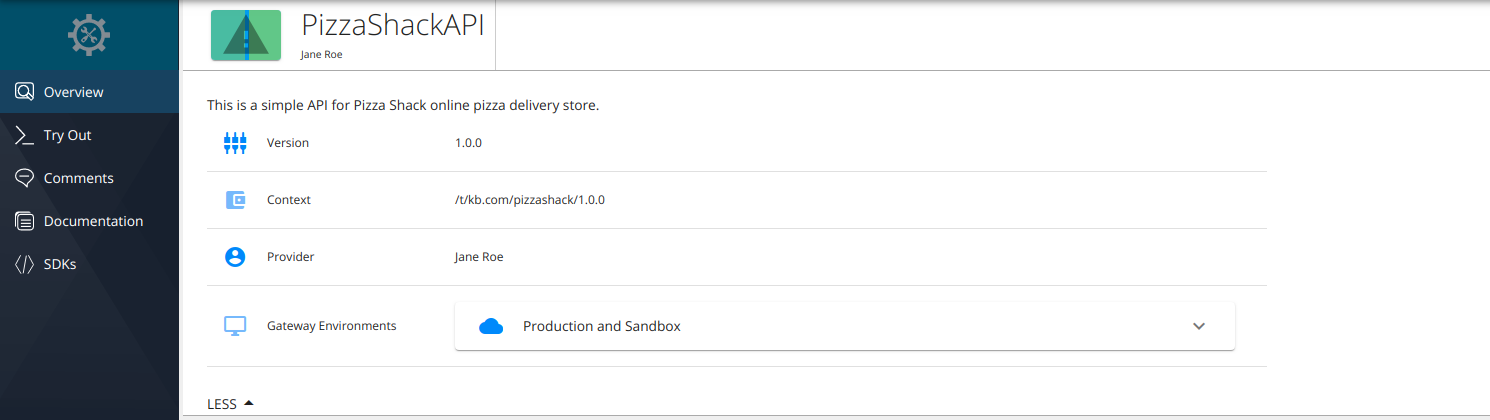 PizzaShackAPI
Jane Roe
Overview
Try Out
Comments
Documentation
SDKs
This is a simple API for Pizza Shack online pizza delivery store.
Version 1.0.0
Context /t/kb.com/pizzashack/1.0.0
Provider Jane Roe
Gateway Environments Production and Sandbox
LESS